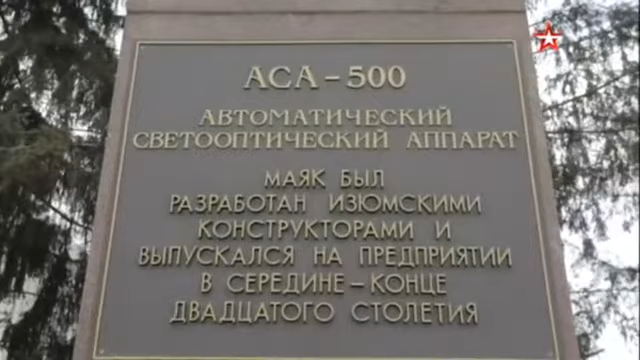 АСА – 500
АВТОМАТИЧЕСКИЙ
СВЕТООПТИЧЕСКИЙ АППАРАТ
МАЯК БЫЛ
РАЗРАБОТАН ИЗЮМСКИМИ
КОНСТРУКТОРАМИ И
ВЫПУСКАЛСЯ НА ПРЕДПРИЯТИИ
В СЕРЕДИНЕ – КОНЦЕ
ДВАДЦАТОГО СТОЛЕТИЯ